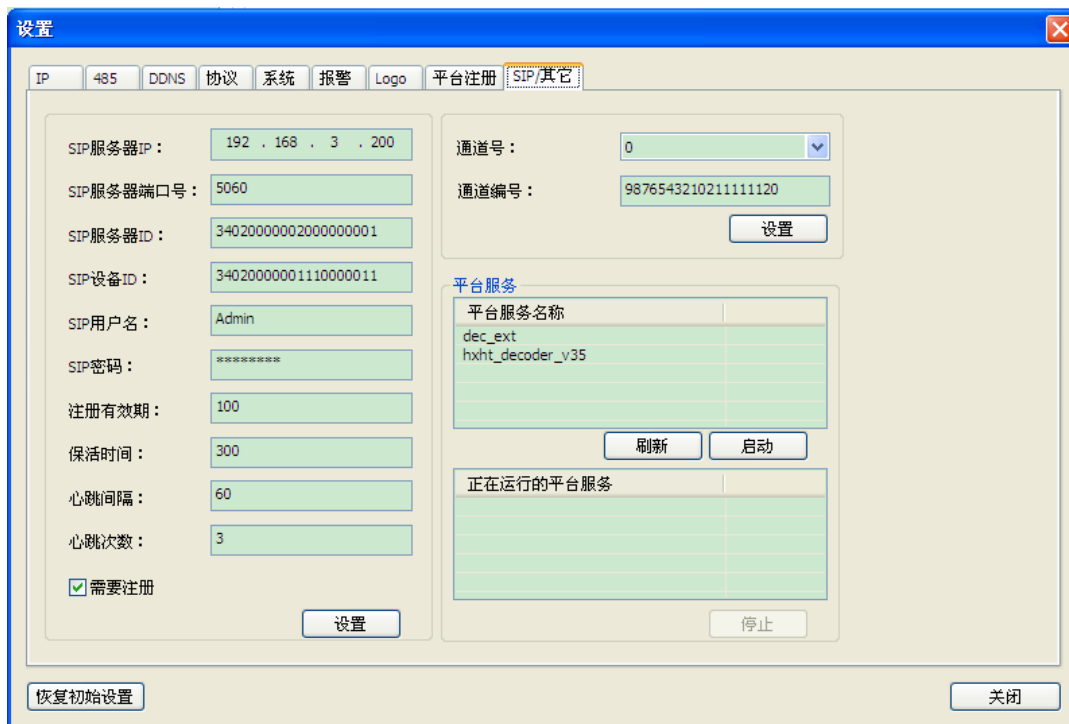 设置
IP 485 DDNS 协议 系统 报警 Logo 平台注册 SIP/其它
SIP服务器IP： 192 . 168 . 3 . 200
SIP服务器端口号： 5060
SIP服务器ID： 34020000002000000001
SIP设备ID： 34020000001110000011
SIP用户名： Admin
SIP密码： ********
注册有效期： 100
保活时间： 300
心跳间隔： 60
心跳次数： 3
需要注册
设置
通道号： 0
通道编号： 98765432102111111120
设置
平台服务
平台服务名称
dec_ext
hxht_decoder_v35
刷新 启动
正在运行的平台服务
停止
恢复初始设置 关闭